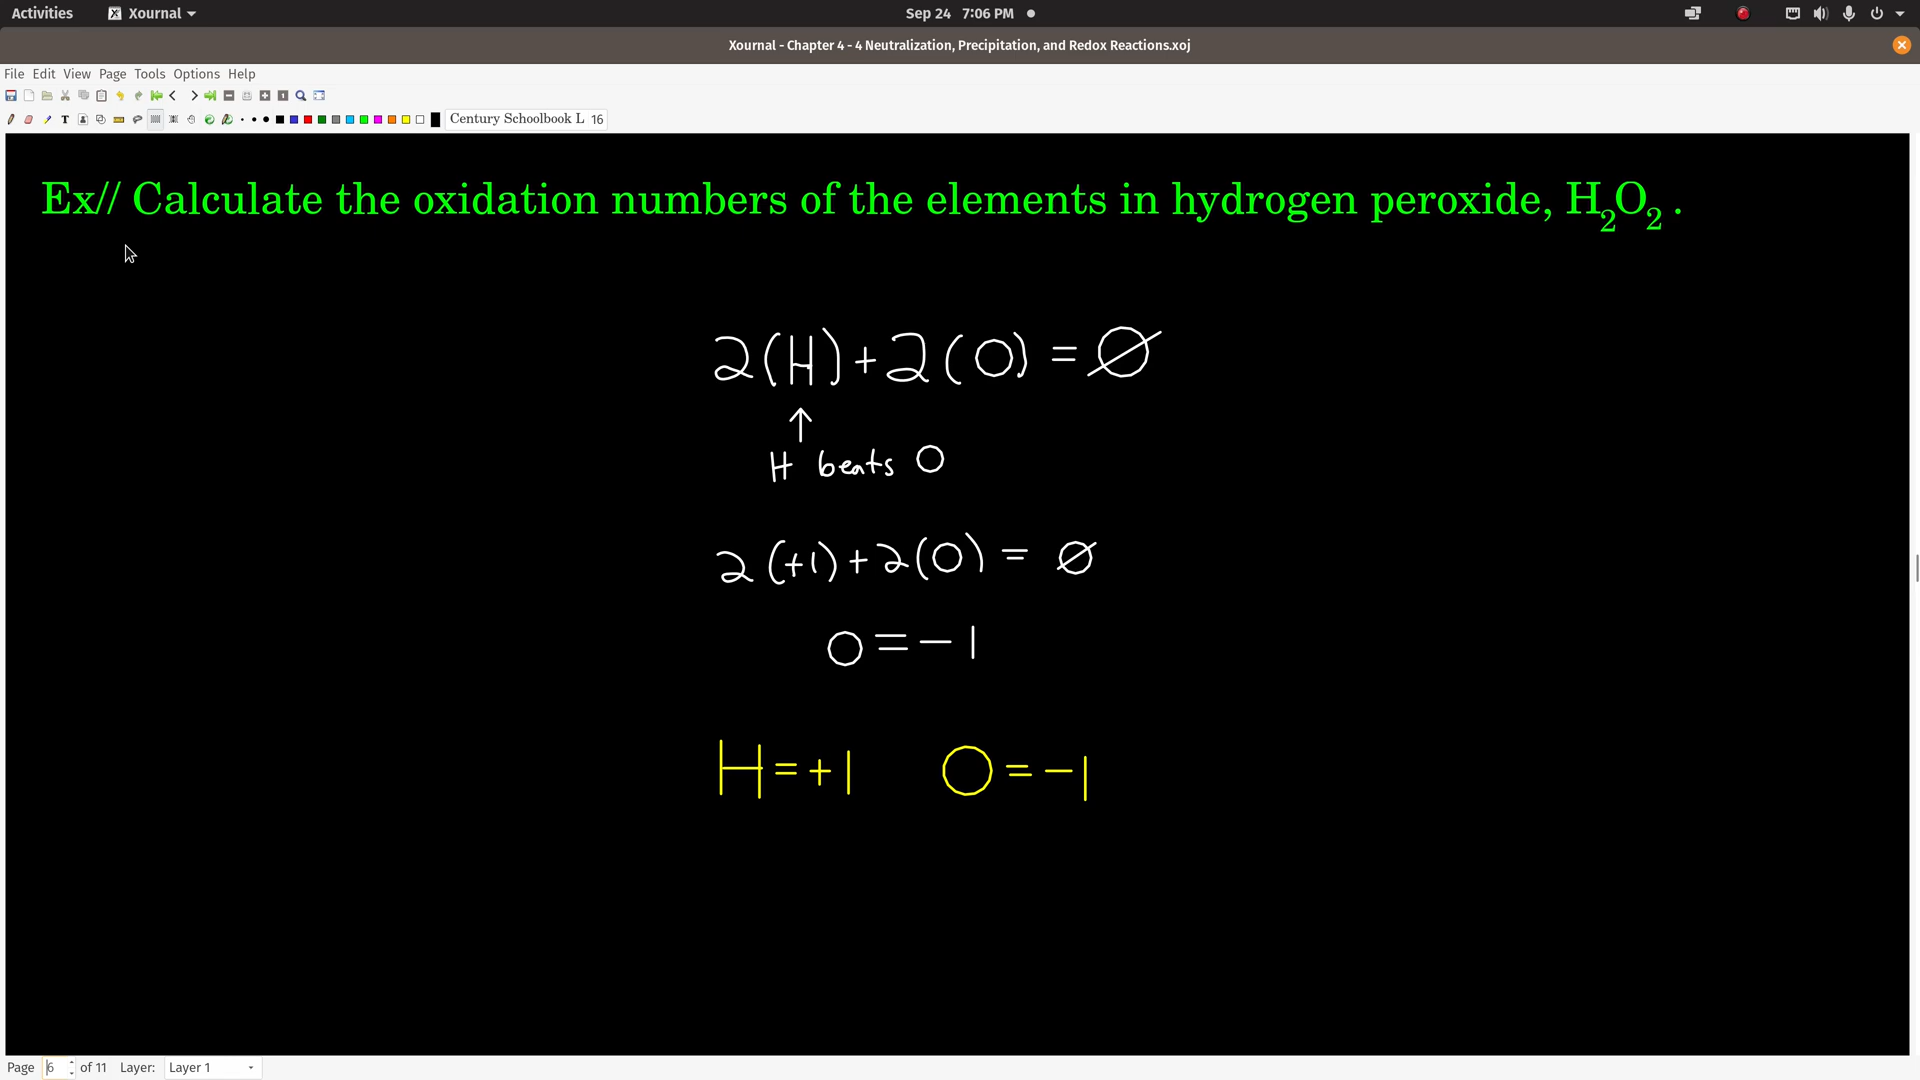 Activities Xournal Sep 24 7:06 PM
Xournal - Chapter 4 - 4 Neutralization, Precipitation, and Redox Reactions.xoj
File Edit View Page Tools Options Help
T 1
Century Schoolbook L 16
Ex// Calculate the oxidation numbers of the elements in hydrogen peroxide, H₂O₂ .
2(H)+2(O) = Ø
↑
H beats O
2(+1)+2(O) = Ø
O=-1
H=+1 O=-1
Page 6 of 11 Layer: Layer 1